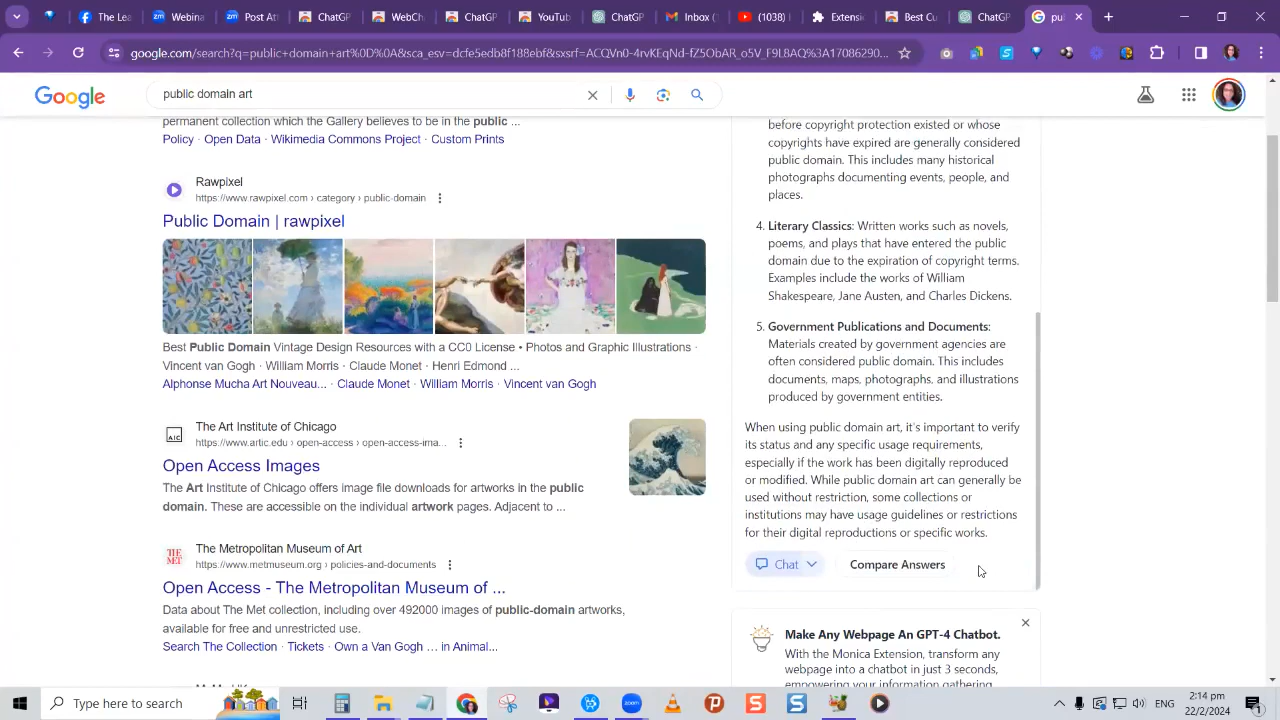 The Lea
Webina
Post Att
ChatGP
WebCh
ChatGP
YouTub
ChatGP
Inbox (
(1038)
Extensi
Best Cu
ChatGP
pu
google.com/search?q=public+domain+art%0D%0A&sca_esv=dcfe5db8f188ebf&sxsrf=ACQVn0-4rvKEqNd-fZ5ObAR_o5V_F9L8AQ%3A17086290...
Google
public domain art
permanent collection which the Gallery believes to be in the public ...
Policy · Open Data · Wikimedia Commons Project · Custom Prints
Rawpixel
https://www.rawpixel.com › category › public-domain
Public Domain | rawpixel
Best Public Domain Vintage Design Resources with a CC0 License • Photos and Graphic Illustrations ·
Vincent van Gogh · William Morris · Claude Monet · Henri Edmond ...
Alphonse Mucha Art Nouveau... · Claude Monet · William Morris · Vincent van Gogh
AIC
The Art Institute of Chicago
https://www.artic.edu › open-access › open-access-ima...
Open Access Images
The Art Institute of Chicago offers image file downloads for artworks in the public
domain. These are accessible on the individual artwork pages. Adjacent to ...
THE
MET
The Metropolitan Museum of Art
https://www.metmuseum.org › policies-and-documents
Open Access - The Metropolitan Museum of ...
Data about The Met collection, including over 492000 images of public-domain artworks,
available for free and unrestricted use.
Search The Collection · Tickets · Own a Van Gogh … in Animal...
before copyright protection existed or whose
copyrights have expired are generally considered
public domain. This includes many historical
photographs documenting events, people, and
places.
4. Literary Classics: Written works such as novels,
poems, and plays that have entered the public
domain due to the expiration of copyright terms.
Examples include the works of William
Shakespeare, Jane Austen, and Charles Dickens.
5. Government Publications and Documents:
Materials created by government agencies are
often considered public domain. This includes
documents, maps, photographs, and illustrations
produced by government entities.
When using public domain art, it's important to verify
its status and any specific usage requirements,
especially if the work has been digitally reproduced
or modified. While public domain art can generally be
used without restriction, some collections or
institutions may have usage guidelines or restrictions
for their digital reproductions or specific works.
Chat
Compare Answers
Make Any Webpage An GPT-4 Chatbot.
With the Monica Extension, transform any
webpage into a chatbot in just 3 seconds,
empowering your information gathering
Type here to search
2:14 pm
22/2/2024